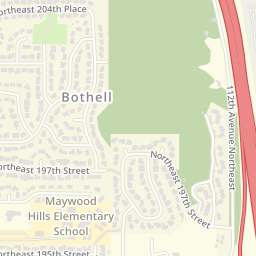 Northeast 204th Place
Bothell
112th Avenue Northeast
Northeast 197th Street
Northeast 197th Street
Maywood
Hills Elementary
School
Northeast 195th Street